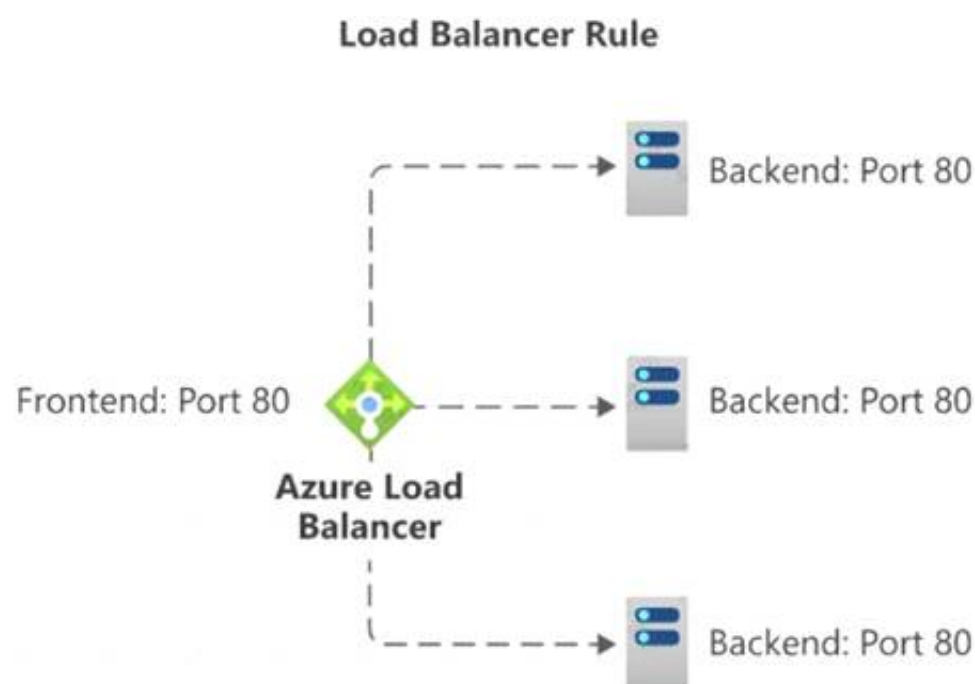 Load Balancer Rule
Backend: Port 80
Frontend: Port 80
Backend: Port 80
Azure Load
Balancer
Backend: Port 80